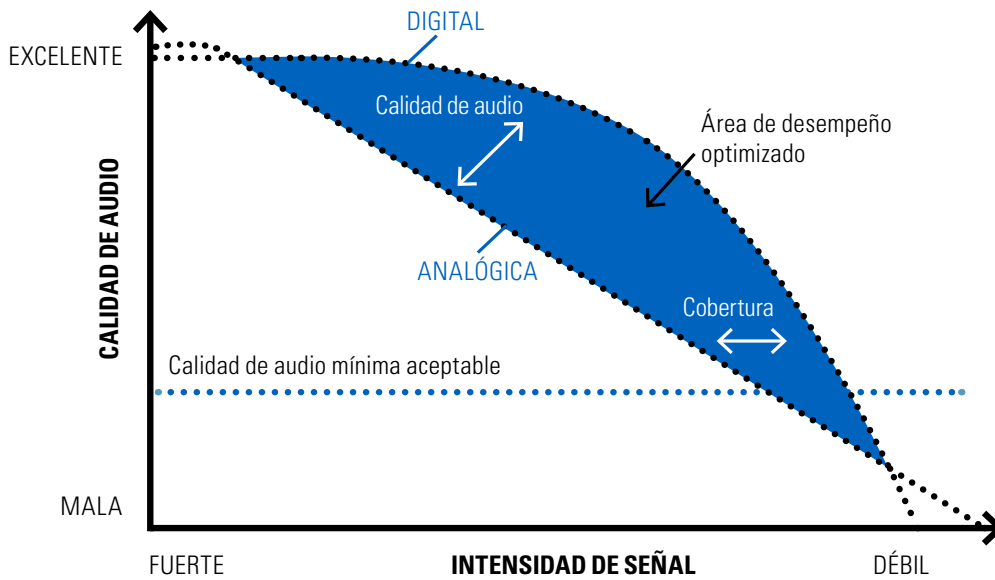 DIGITAL
EXCELENTE
Calidad de audio
Área de desempeño
optimizado
CALIDAD DE AUDIO
ANALÓGICA
Cobertura
Calidad de audio mínima aceptable
MALA
FUERTE
INTENSIDAD DE SEÑAL
DÉBIL